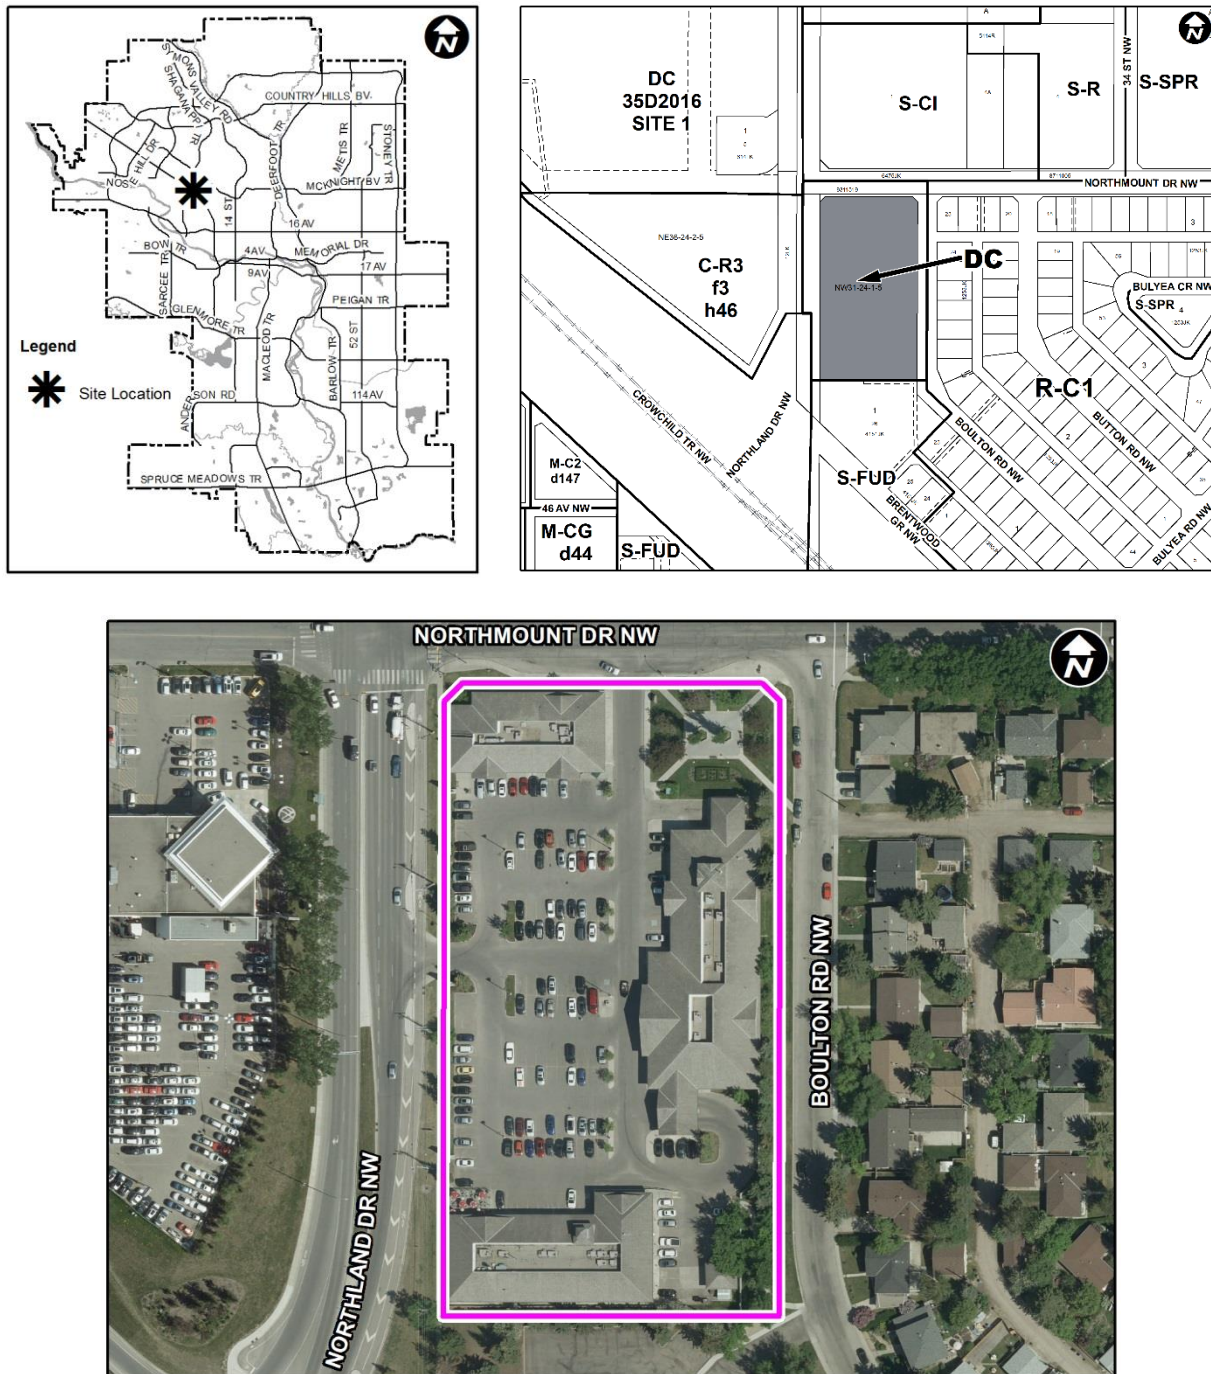 N
SYMONS VALLEY RD
SHAGANAPPI TR
COUNTRY HILLS BV
NOSE HILL DR
DEERFOOT TR
METIS TR
STONEY TR
MCKNIGHT BV
14 ST
16 AV
BOW TR
4AV
MEMORIAL DR
9AV
17 AV
SARCEE TR
PEIGAN TR
GLENMORE TR
MACLEOD TR
52 ST
BARLOW TR
ANDERSON RD
114 AV
SPRUCE MEADOWS TR
Legend
Site Location
N
DC
35D2016
SITE 1
S-CI
S-R
34 ST NW
S-SPR
NORTHMOUNT DR NW
NE36-24-2-5
C-R3
f3
h46
DC
NW31-24-1-5
BULYEA CR NW
S-SPR
R-C1
CROWCHILD TR NW
NORTHLAND DR NW
BOULTON RD NW
BUTTON RD NW
BULYEA RD NW
M-C2
d147
S-FUD
BRENTWOOD
GR NW
46 AV NW
M-CG
d44
S-FUD
NORTHMOUNT DR NW
N
BOULTON RD NW
NORTHLAND DR NW